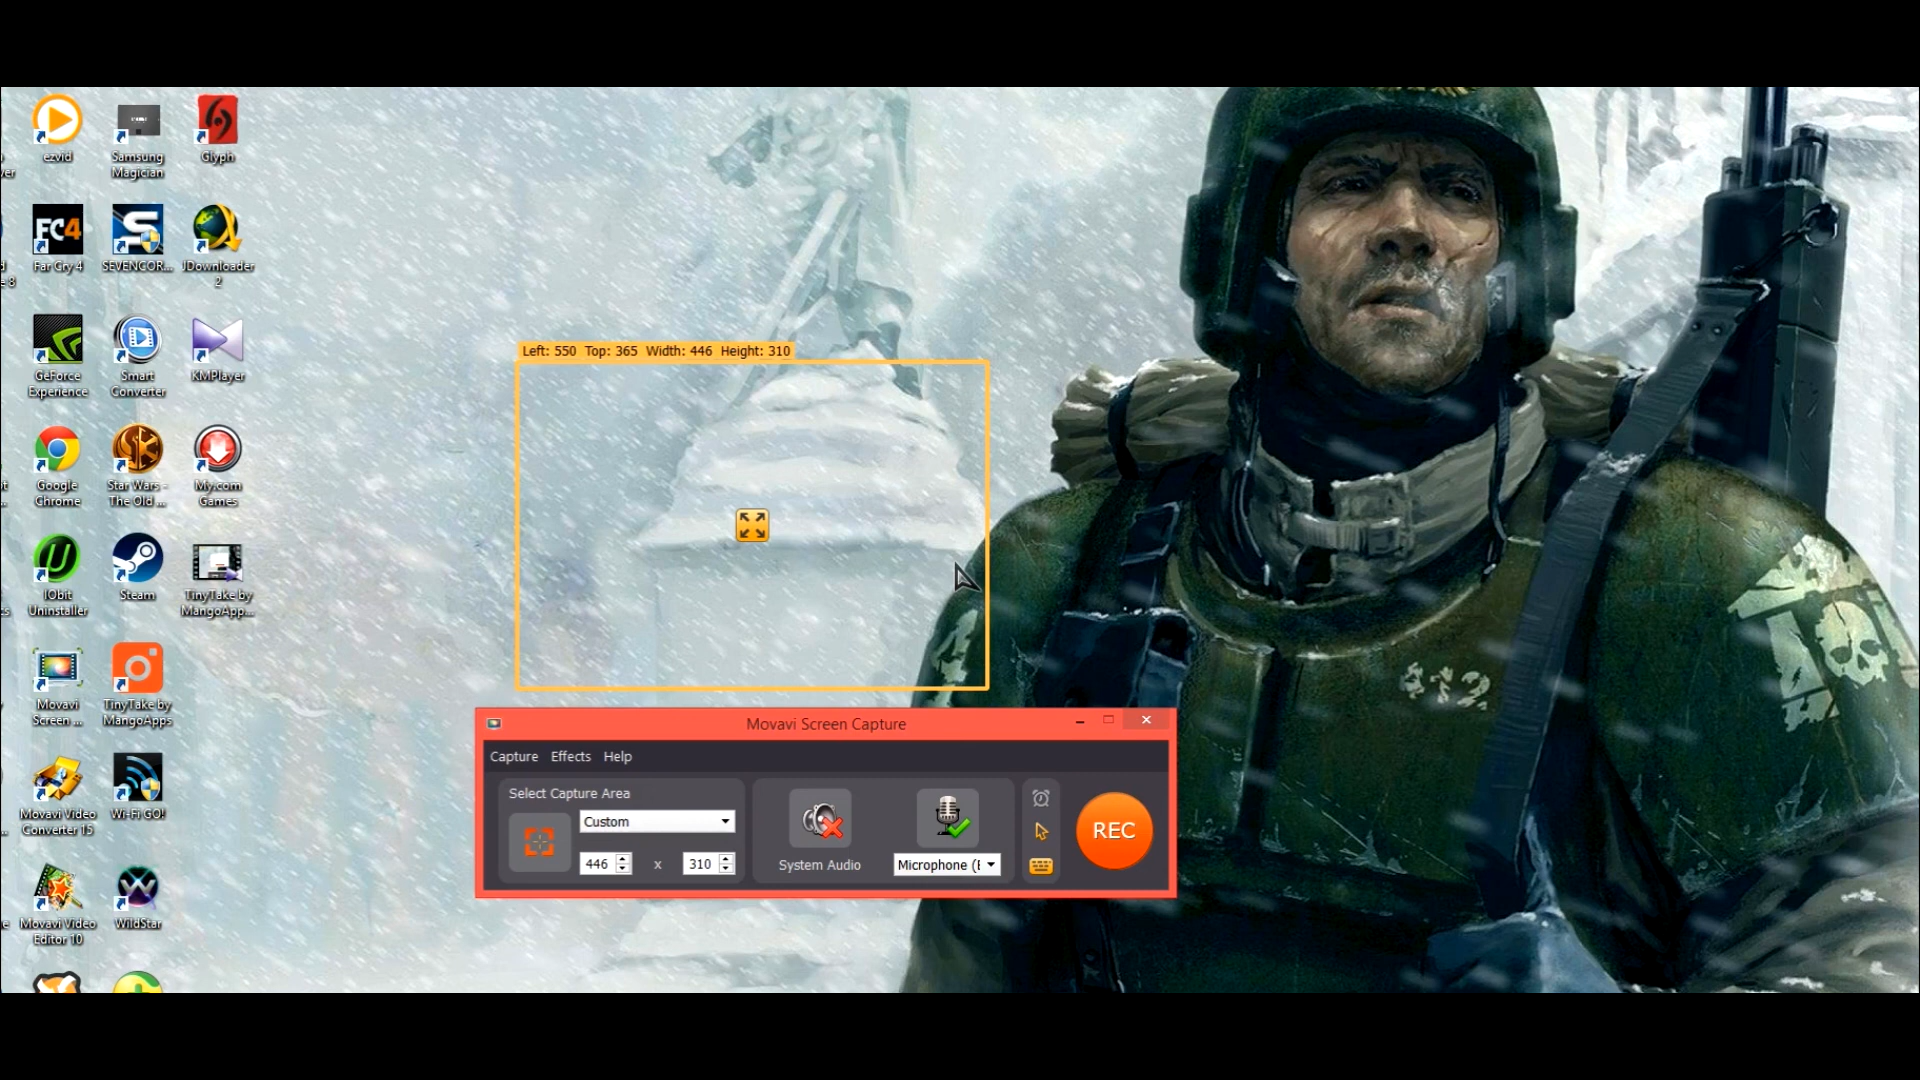 ezvid
Samsung
Magician
Glyph
ver
FC4
Far Cry 4
SEVENCOR...
JDownloader
2
GeForce
Experience
Smart
Converter
KMPlayer
Left: 550 Top: 365 Width: 446 Height: 310
Google
Chrome
Star Wars -
The Old ...
My.com
Games
IObit
Uninstaller
Steam
TinyTake by
MangoApps...
Movavi
Screen ...
TinyTake by
MangoApps
412
Movavi Screen Capture
Capture Effects Help
Select Capture Area
Custom
446 x 310
System Audio
Microphone (
REC
Movavi Video
Converter 15
Wi-Fi GO!
Movavi Video
Editor 10
WildStar